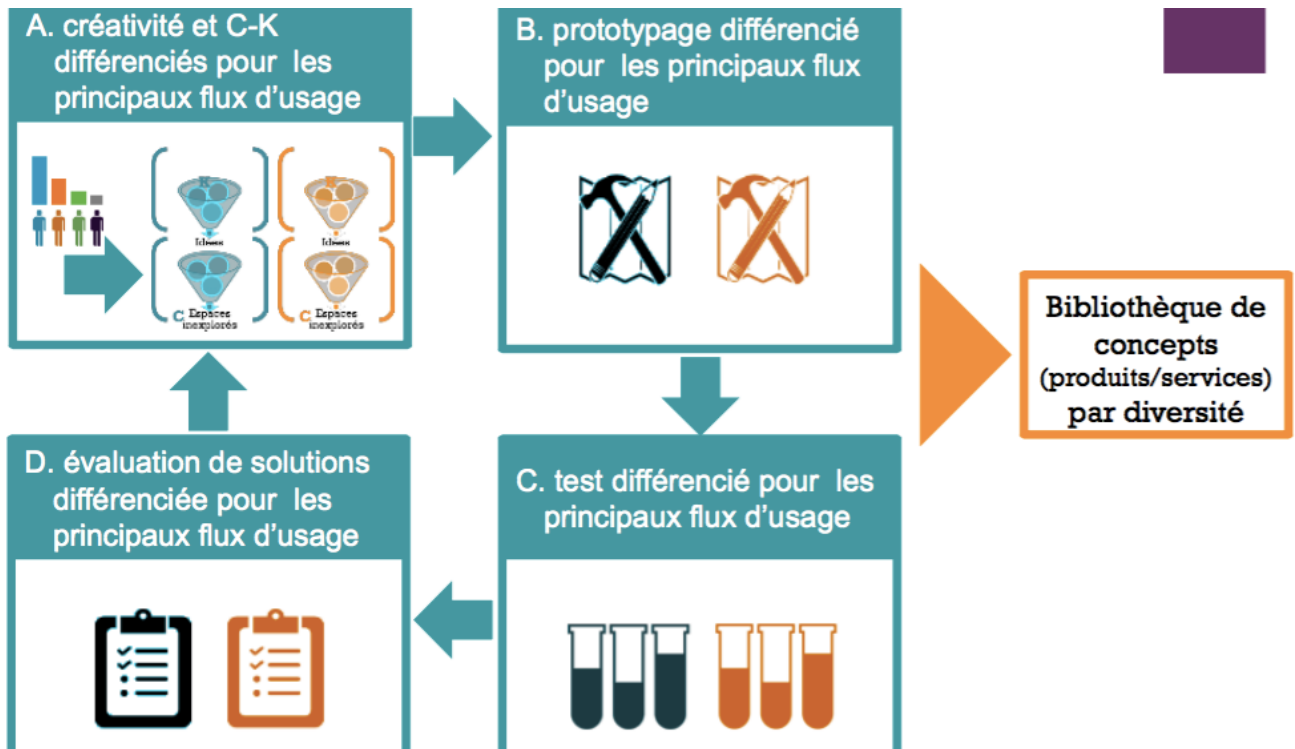 A. créativité et C-K
différenciés pour les
principaux flux d'usage
K
K
Idées
Idées
C Espaces
inexplorés
C Espaces
inexplorés
B. prototypage différencié
pour les principaux flux
d'usage
C. test différencié pour les
principaux flux d'usage
D. évaluation de solutions
différenciée pour les
principaux flux d'usage
Bibliothèque de
concepts
(produits/services)
par diversité